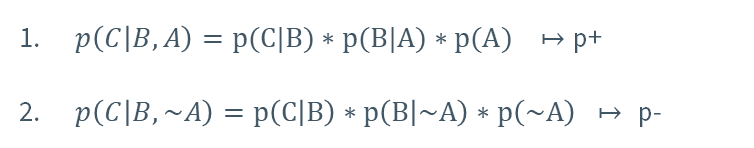 1. p(C|B, A) = p(C|B) * p(B|A) * p(A) ↦ p+
2. p(C|B, ~A) = p(C|B) * p(B|~A) * p(~A) ↦ p-